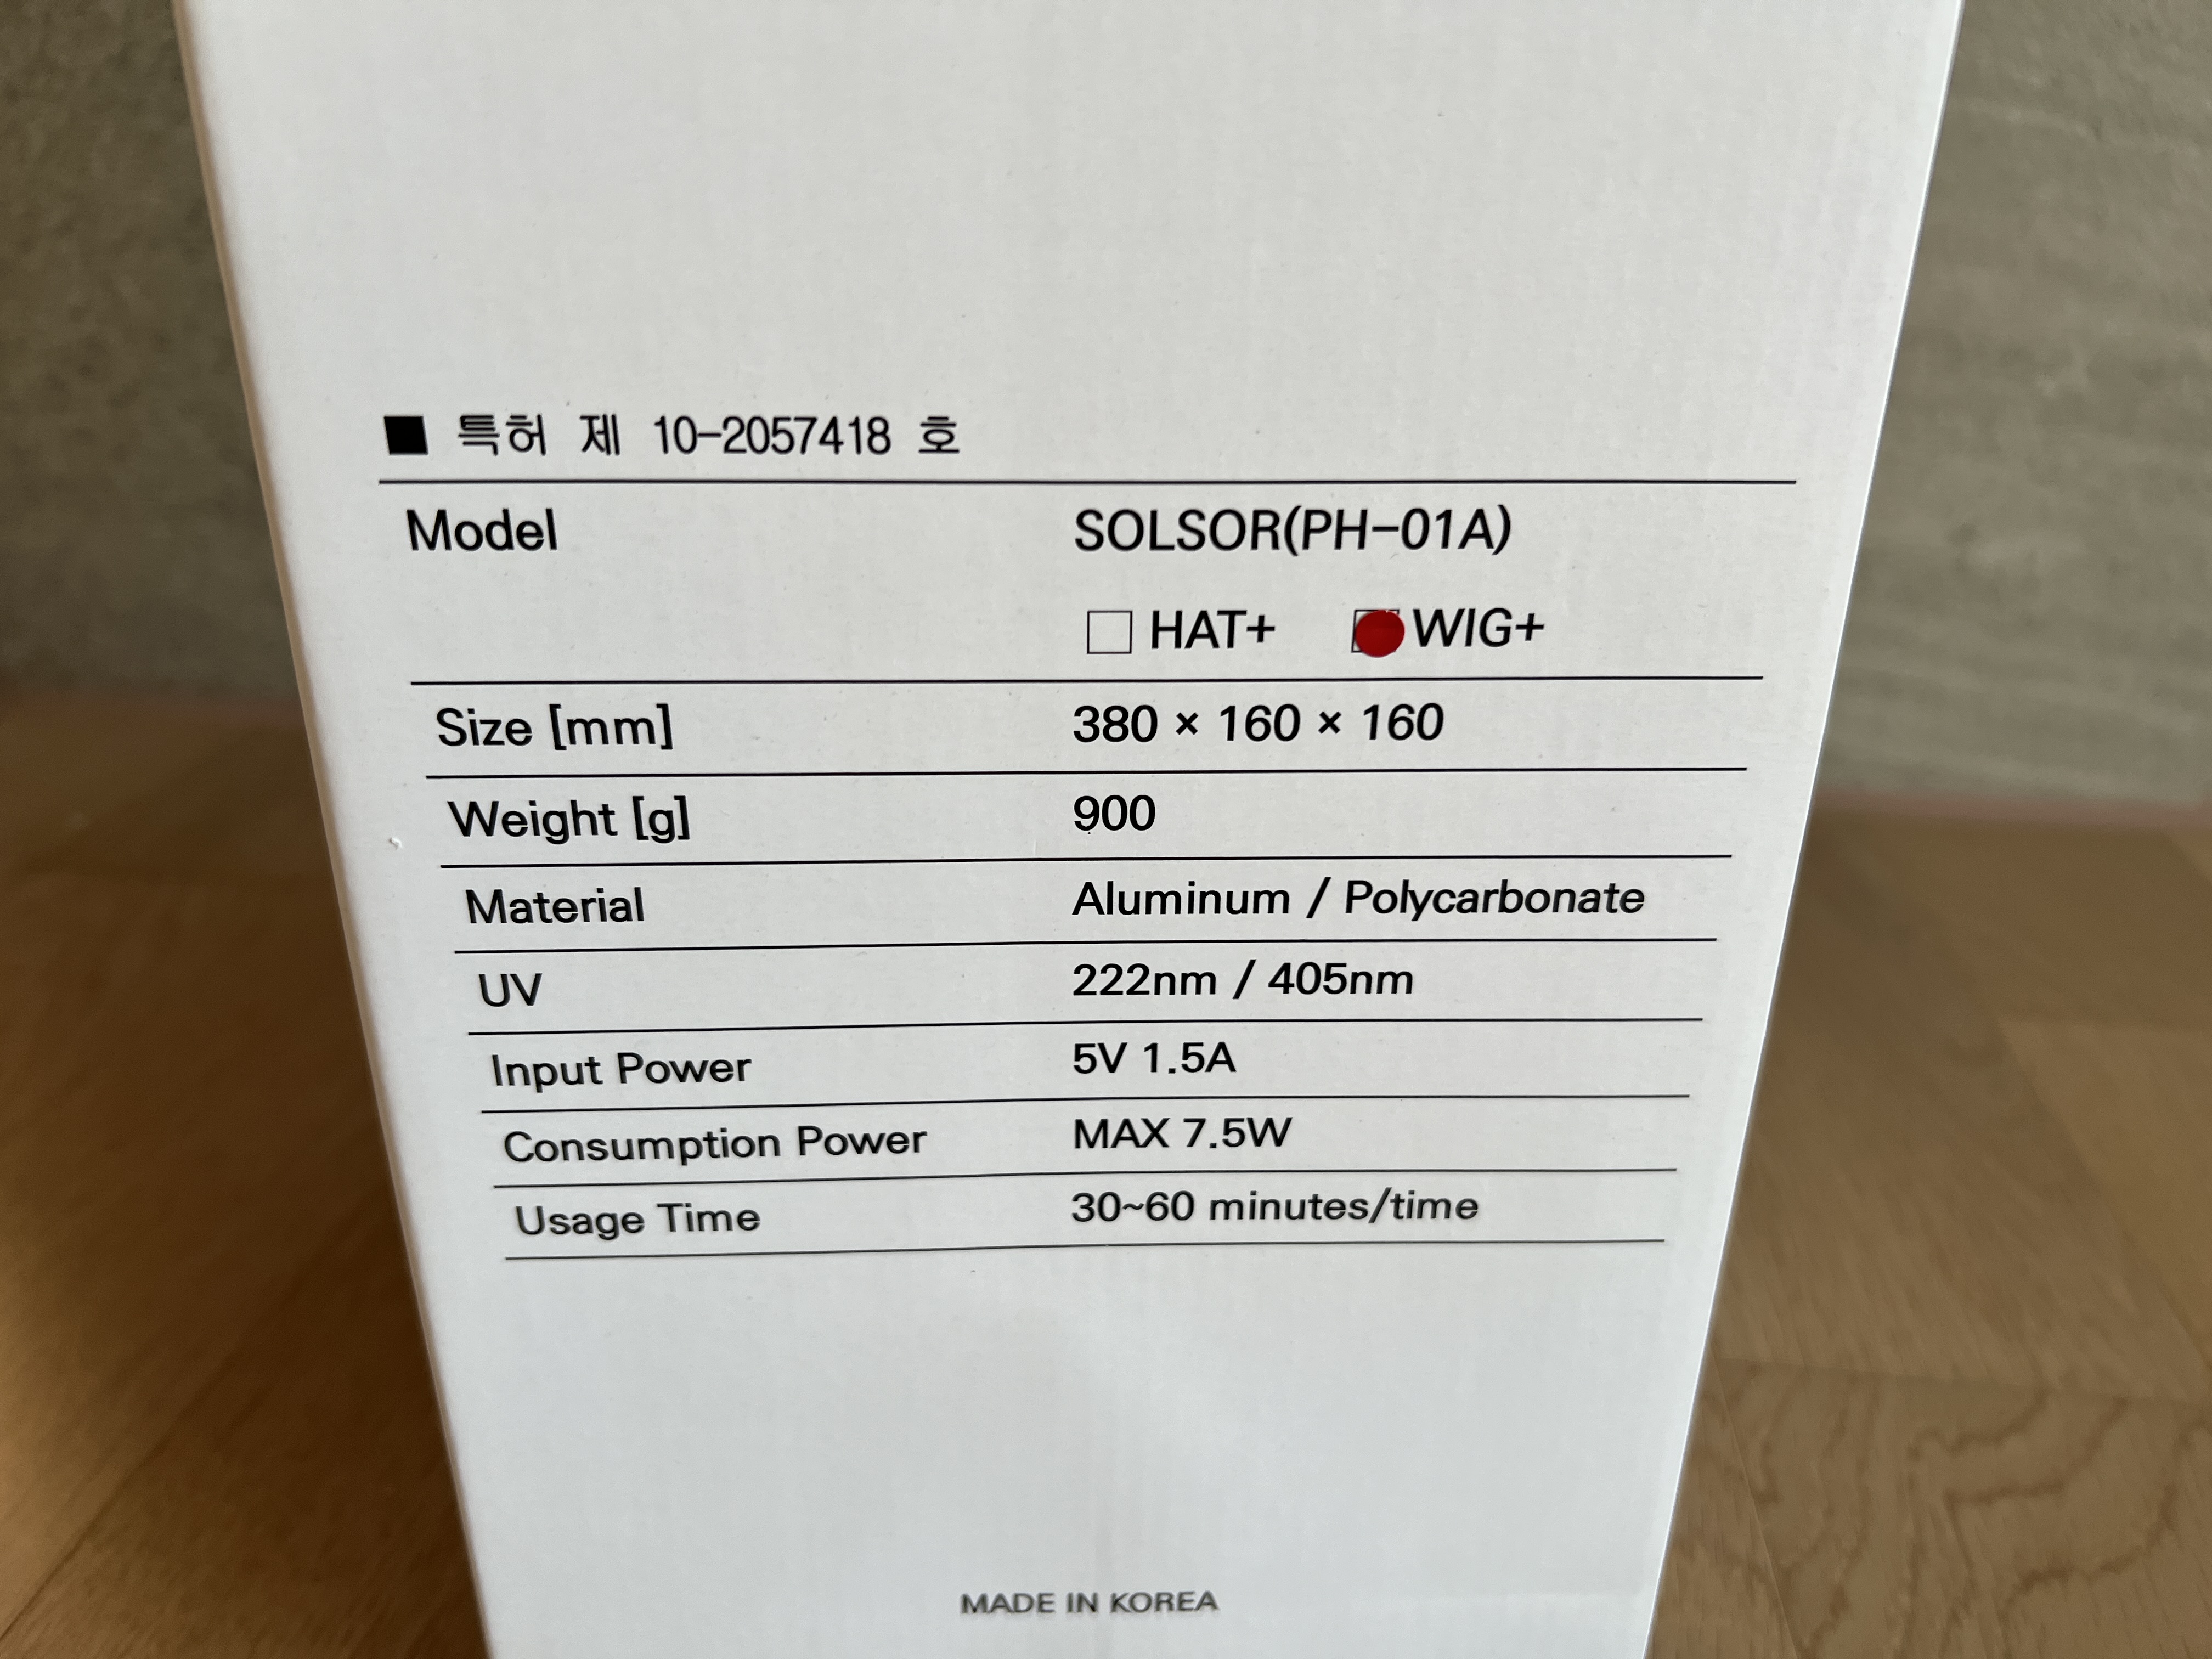 ■ 특허 제 10-2057418 호
Model SOLSOR(PH-01A)
HAT+ WIG+
Size [mm] 380 × 160 × 160
Weight [g] 900
Material Aluminum / Polycarbonate
UV 222nm / 405nm
Input Power 5V 1.5A
Consumption Power MAX 7.5W
Usage Time 30~60 minutes/time
MADE IN KOREA